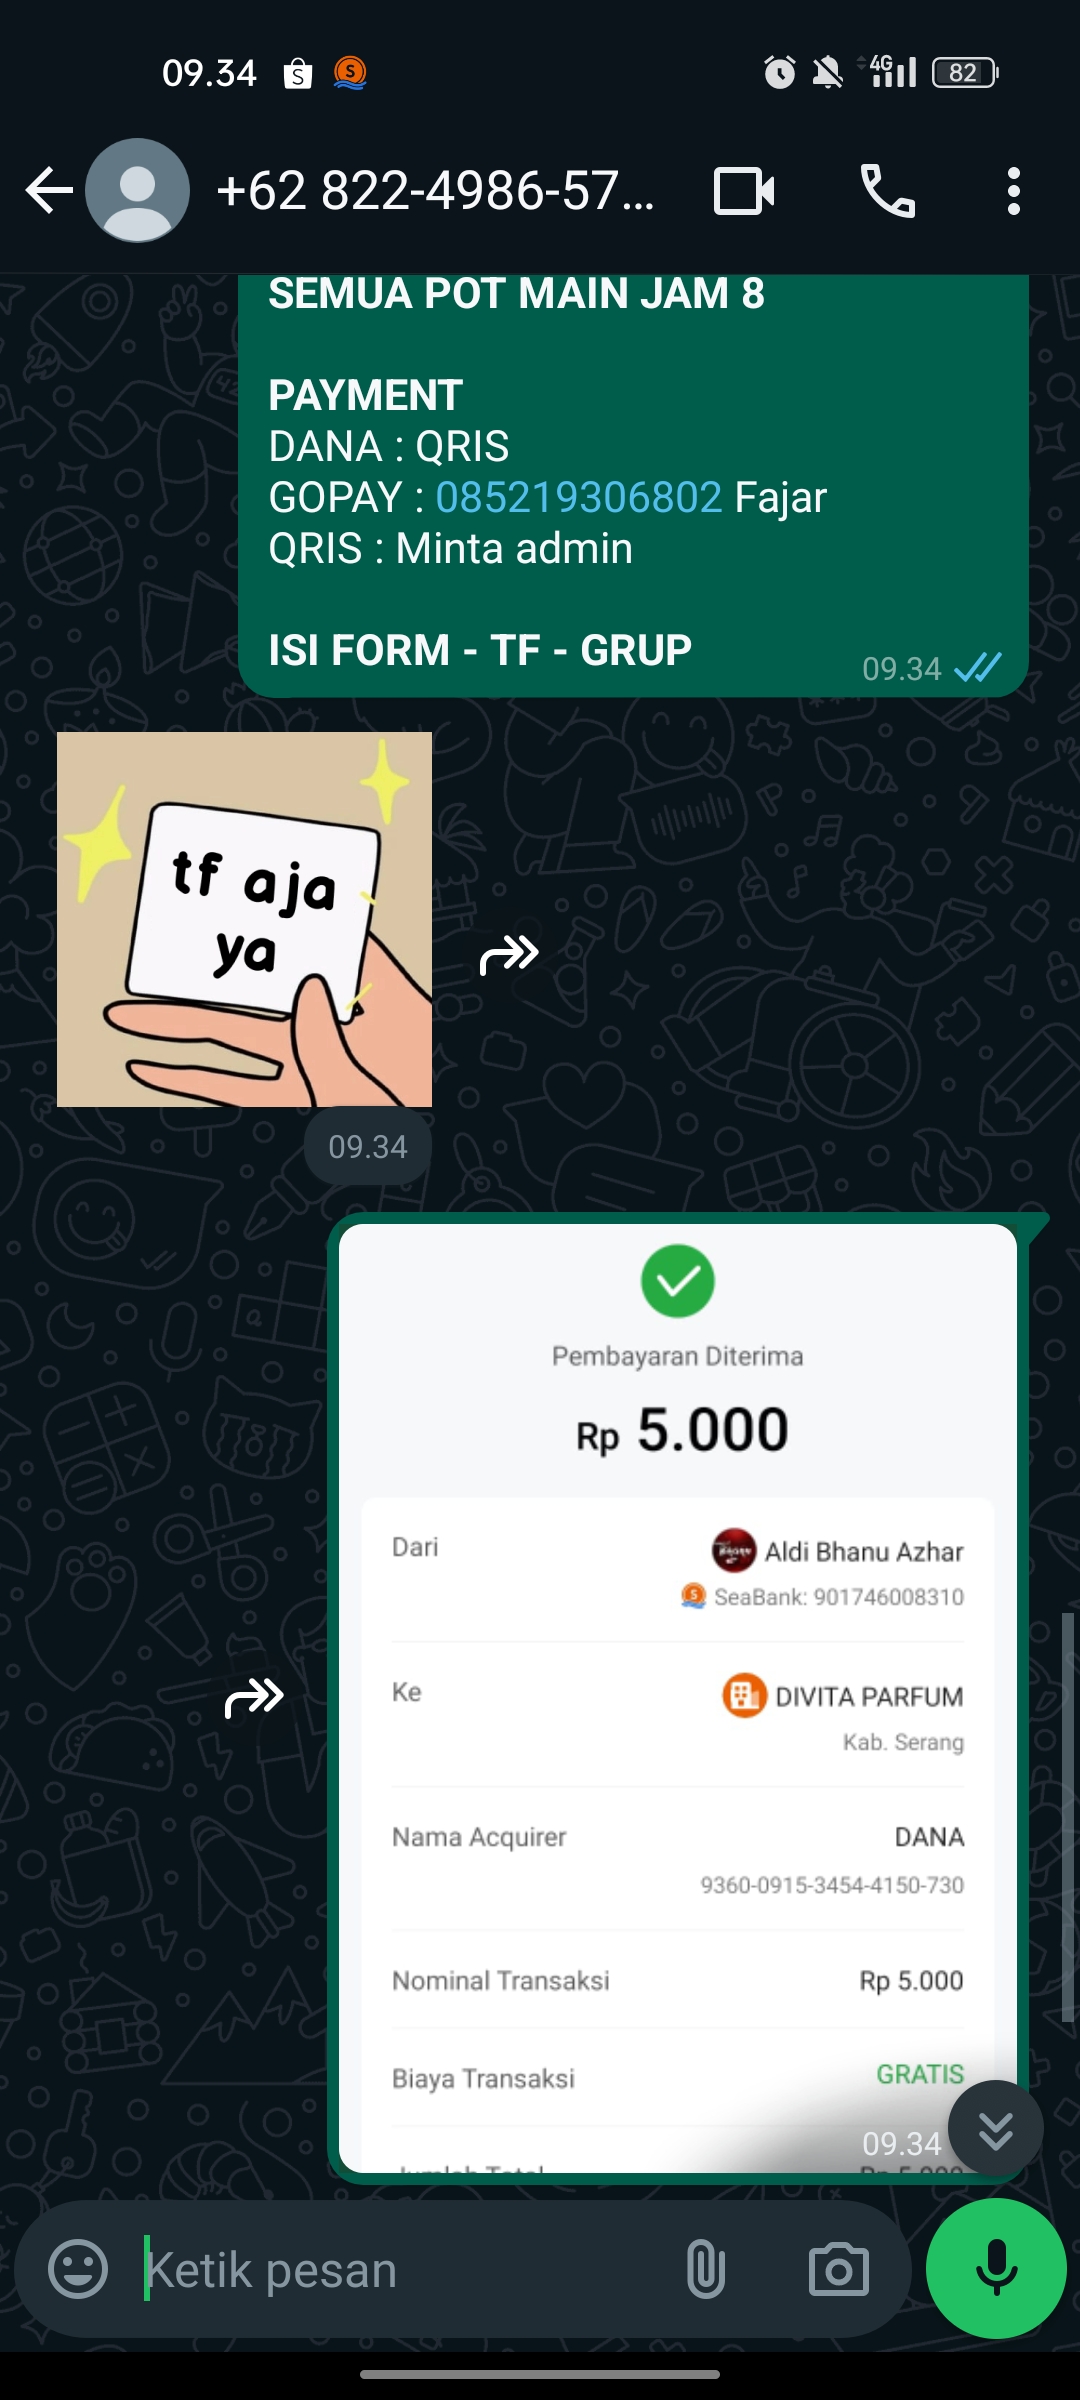 09.34
4G
82
+62 822-4986-57...
SEMUA POT MAIN JAM 8
PAYMENT
DANA : QRIS
GOPAY : 085219306802 Fajar
QRIS : Minta admin
ISI FORM - TF - GRUP
09.34
tf aja
ya
09.34
Pembayaran Diterima
Rp 5.000
Dari
Aldi Bhanu Azhar
SeaBank: 901746008310
Ke
DIVITA PARFUM
Kab. Serang
Nama Acquirer
DANA
9360-0915-3454-4150-730
Nominal Transaksi
Rp 5.000
Biaya Transaksi
GRATIS
09.34
Ketik pesan